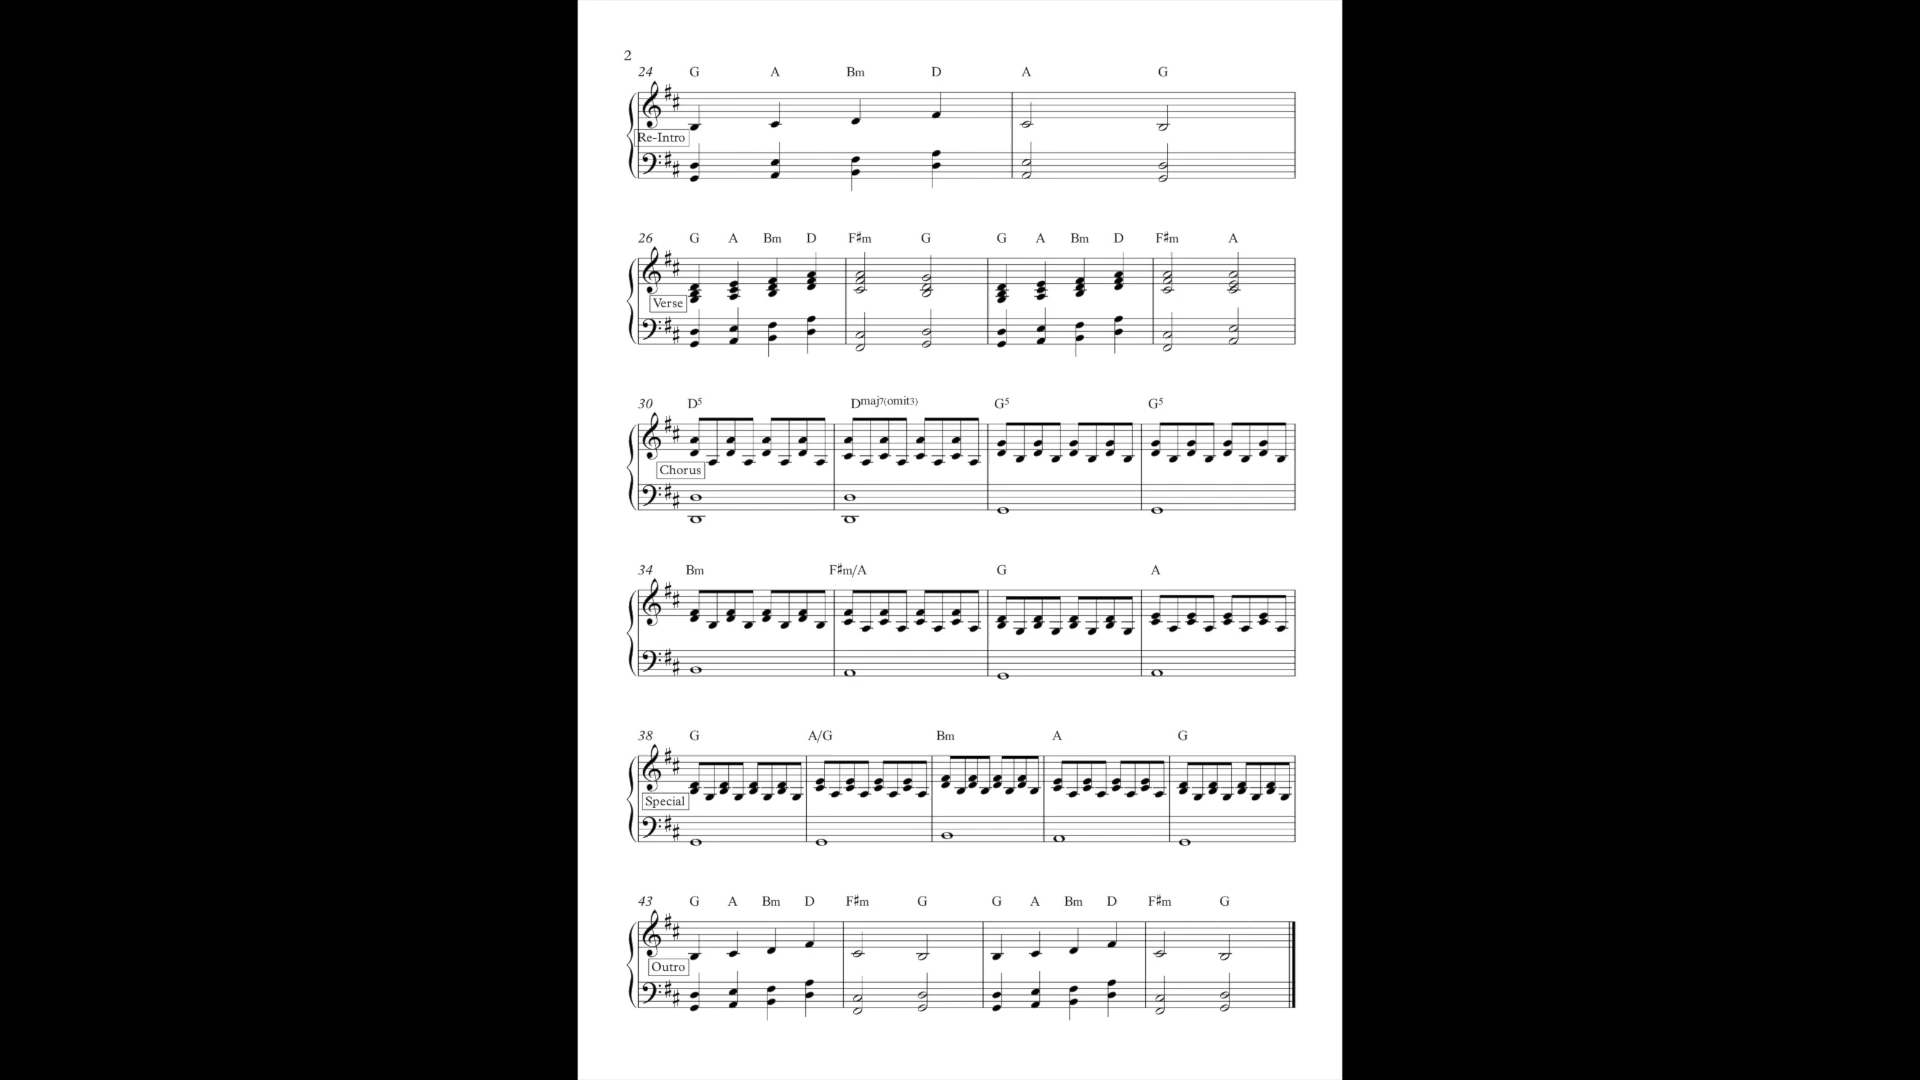 2
24 G A Bm D A G
Re-Intro
26 G A Bm D F♯m G G A Bm D F♯m A
Verse
30 D5 Dmaj7(omit3) G5 G5
Chorus
34 Bm F♯m/A G A
38 G A/G Bm A G
Special
43 G A Bm D F♯m G G A Bm D F♯m G
Outro